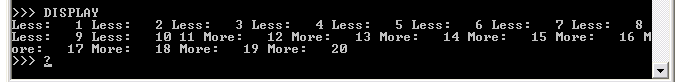 >>> DISPLAY
Less:   1 Less:   2 Less:   3 Less:   4 Less:   5 Less:   6 Less:   7 Less:   8
Less:   9 Less:   10 11 More:   12 More:   13 More:   14 More:   15 More:   16 M
ore:   17 More:   18 More:   19 More:   20
>>> ?